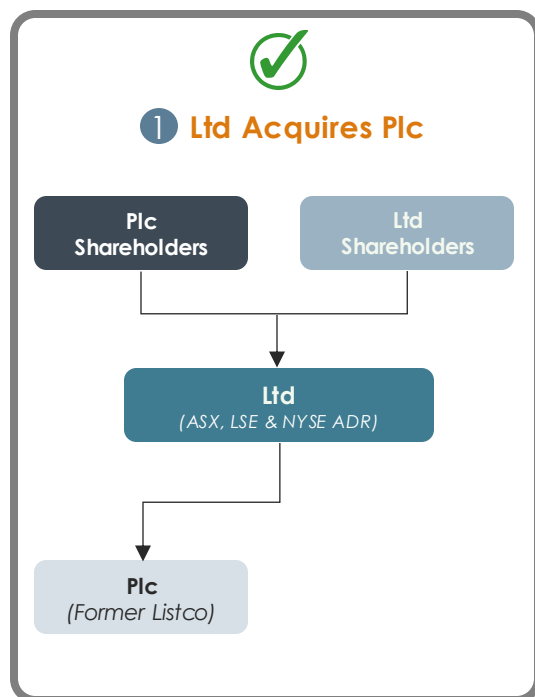 1 Ltd Acquires Plc
Plc
Shareholders
Ltd
Shareholders
Ltd
(ASX, LSE & NYSE ADR)
Plc
(Former Listco)